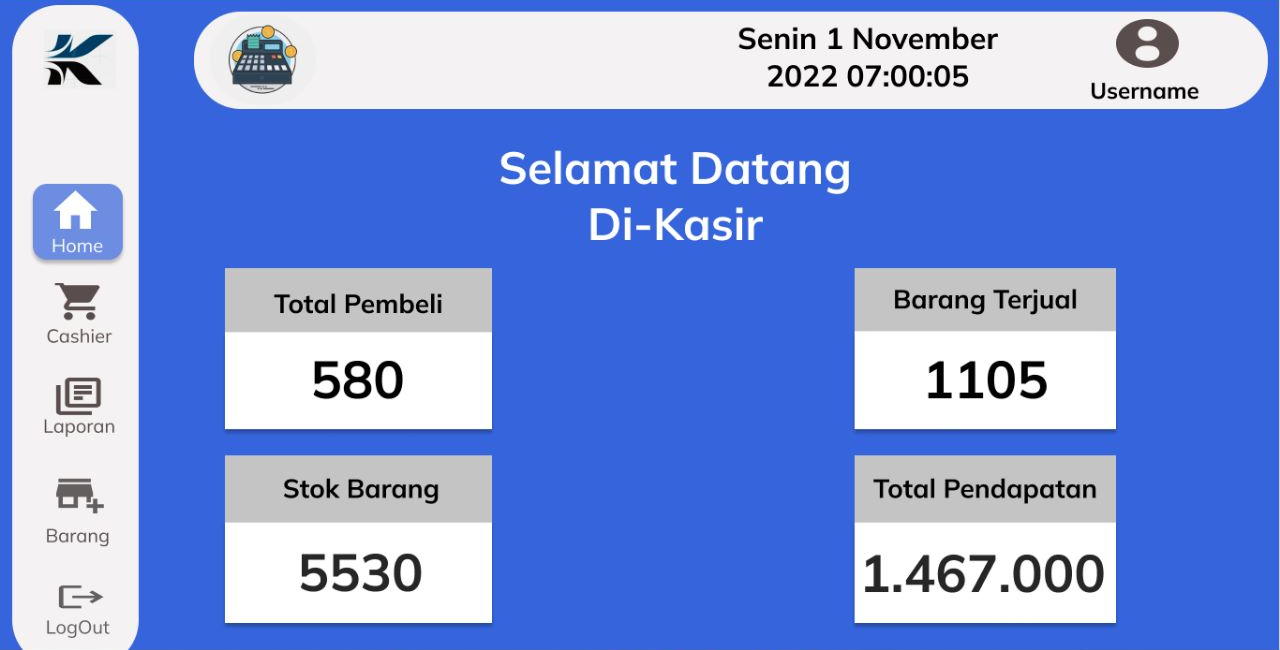 Senin 1 November
2022 07:00:05
Username
Home
Cashier
Laporan
Barang
LogOut
Selamat Datang
Di-Kasir
Total Pembeli
580
Barang Terjual
1105
Stok Barang
5530
Total Pendapatan
1.467.000